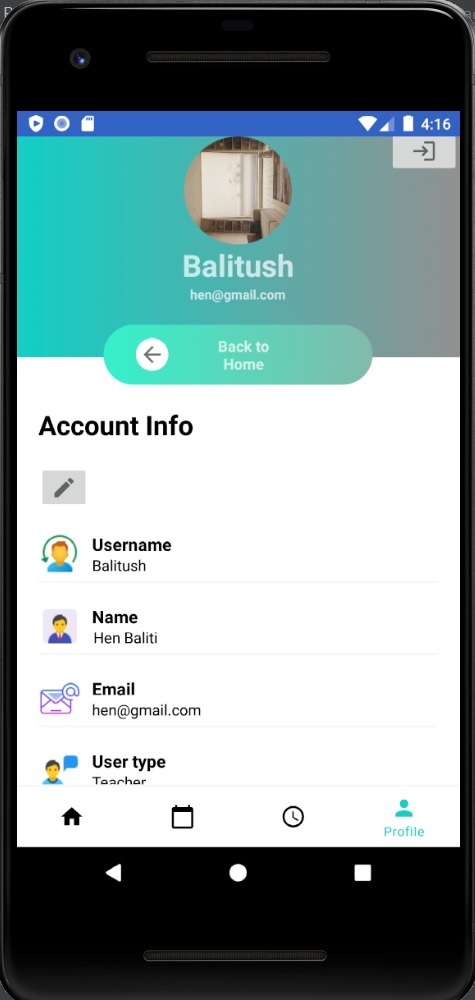 4:16
Balitush
hen@gmail.com
Back to
Home
Account Info
Username
Balitush
Name
Hen Baliti
Email
hen@gmail.com
User type
Teacher
Profile